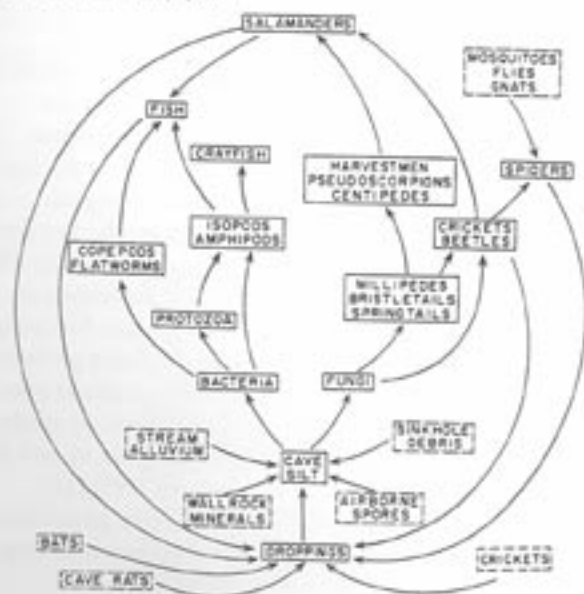 SALAMANDERS
MOSQUITOES
FLIES
GNATS
FISH
CRAYFISH
HARVESTMEN
PSEUDOSCORPIONS
CENTIPEDES
SPIDERS
ISOPODS
AMPHIPODS
CRICKETS
BEETLES
COPEPODS
FLATWORMS
MILLIPEDES
BRISTLETAILS
SPRINGTAILS
PROTOZOA
BACTERIA
FUNGI
STREAM
ALLUVIUM
SINKHOLE
DEBRIS
CAVE
SILT
WALLROCK
MINERALS
AIRBORNE
SPORES
BATS
DROPPINGS
CRICKETS
CAVE RATS